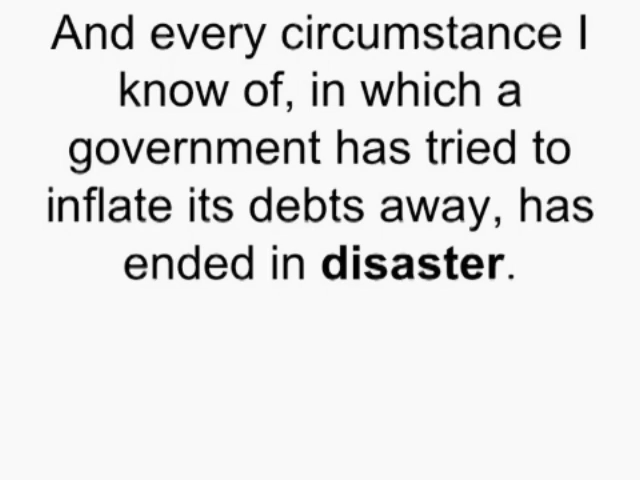 And every circumstance I
know of, in which a
government has tried to
inflate its debts away, has
ended in disaster.